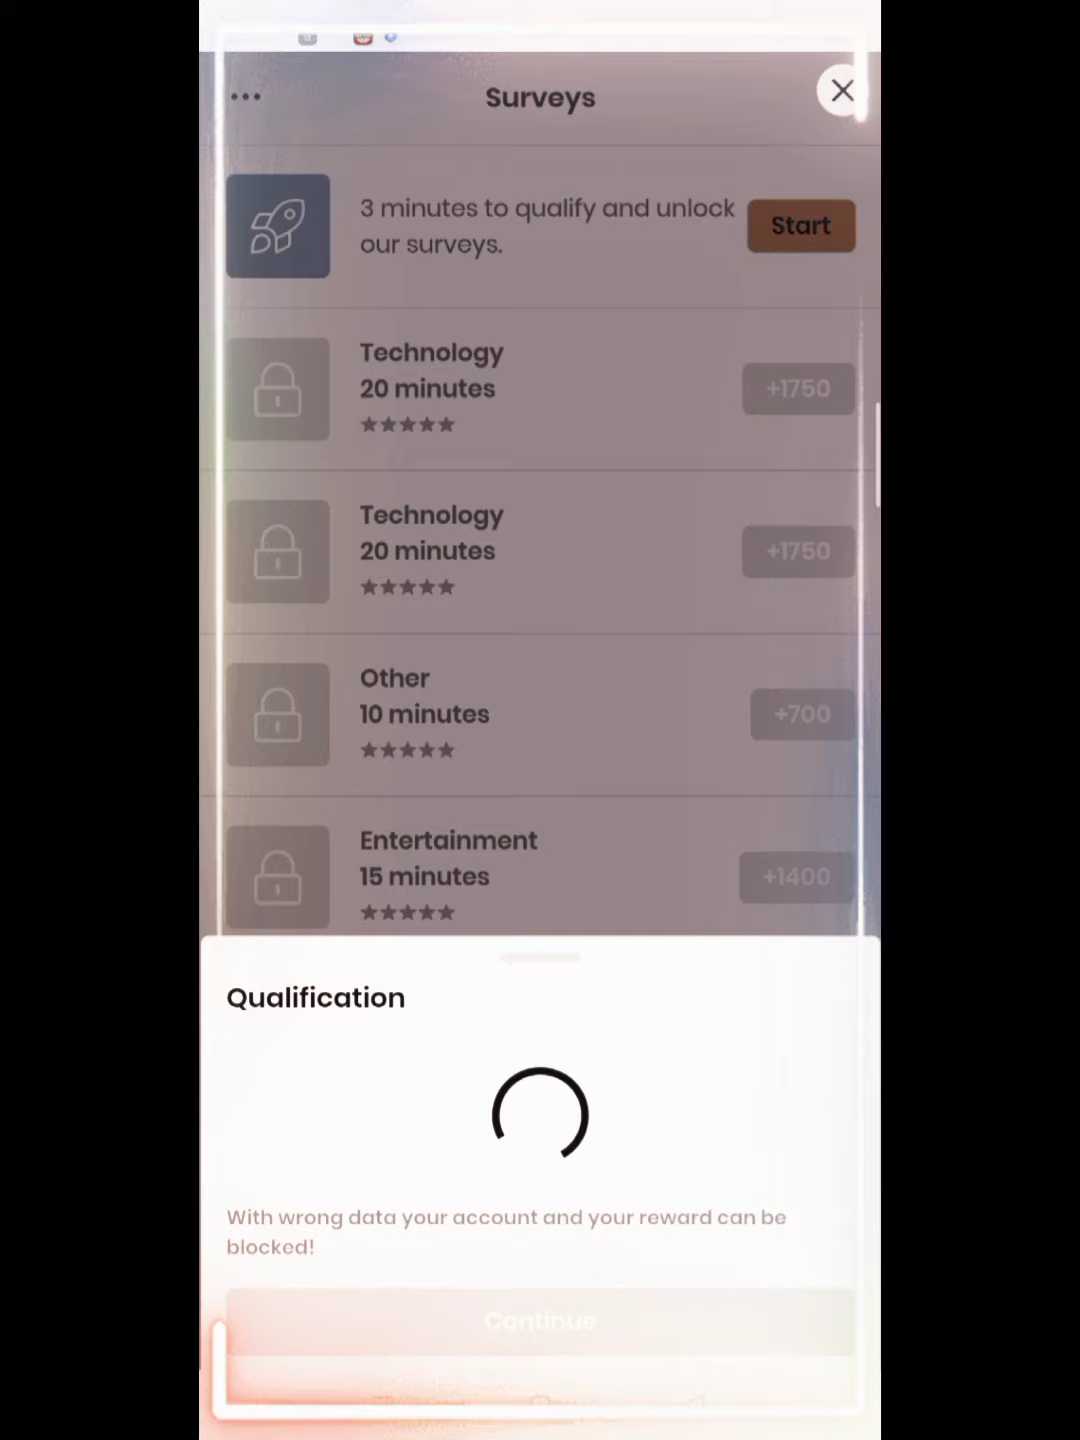 Surveys
3 minutes to qualify and unlock
our surveys.
Start
Technology
20 minutes
+1750
Technology
20 minutes
+1750
Other
10 minutes
+700
Entertainment
15 minutes
+1400
Qualification
With wrong data your account and your reward can be
blocked!
Continue